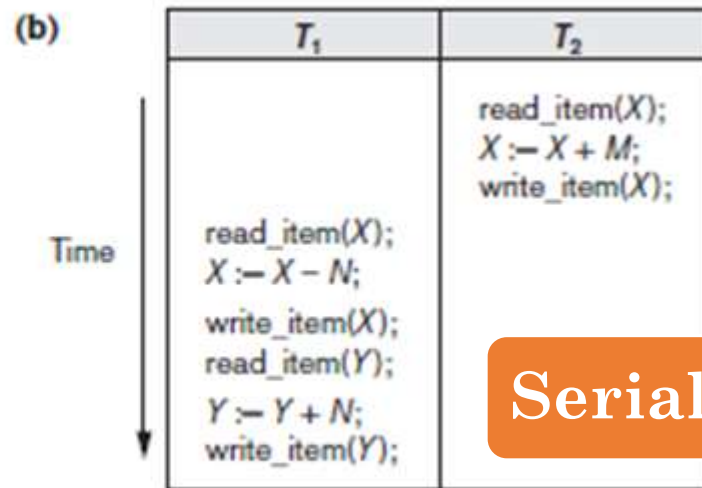 (b)
T1
T2
read_item(X);
X := X + M;
write_item(X);
Time
read_item(X);
X := X – N;
write_item(X);
read_item(Y);
Y := Y + N;
write_item(Y);
Serial